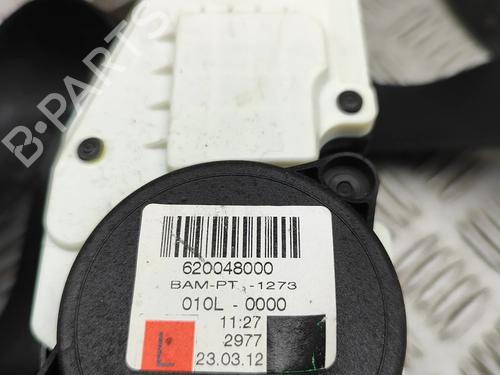 B-PARTS
620048000
BAM-PT -1273
010L - 0000
11:27
L
2977
23.03.12